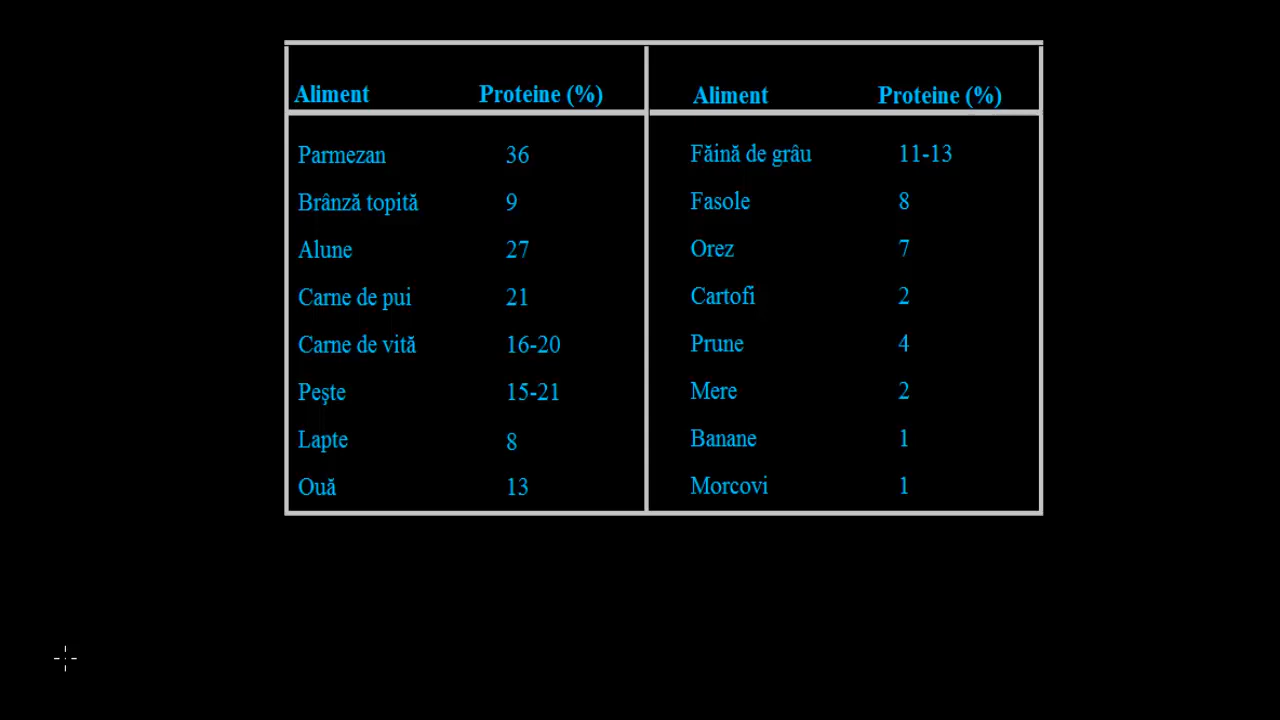 Aliment Proteine (%) Aliment Proteine (%)
Parmezan 36 Făină de grâu 11-13
Brânză topită 9 Fasole 8
Alune 27 Orez 7
Carne de pui 21 Cartofi 2
Carne de vită 16-20 Prune 4
Peşte 15-21 Mere 2
Lapte 8 Banane 1
Ouă 13 Morcovi 1